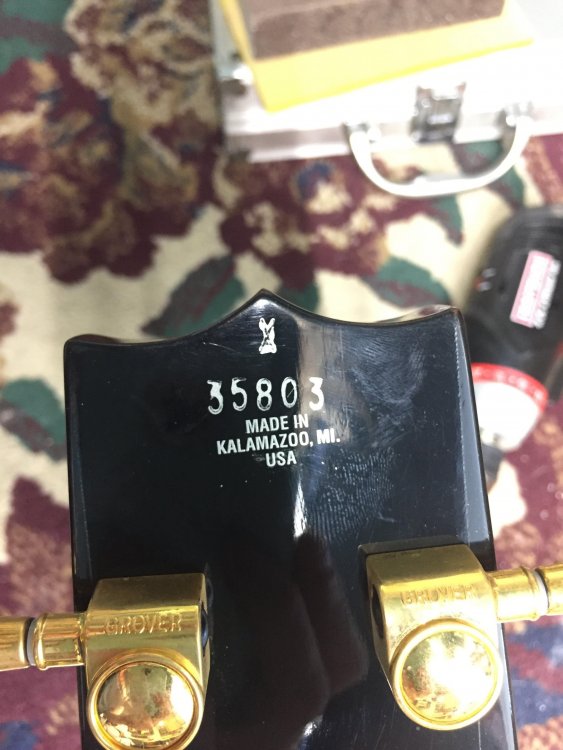 35803
MADE IN
KALAMAZOO, MI.
USA
GROVER
GROVER